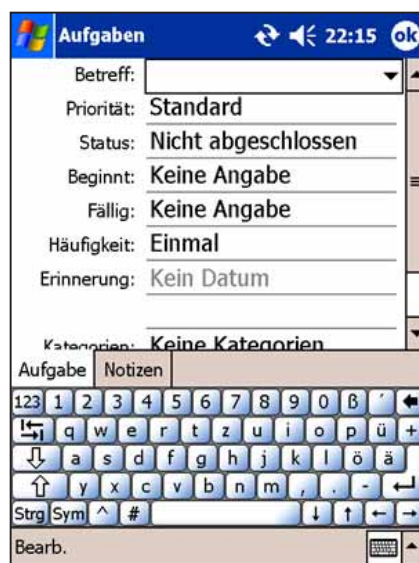 Aufgaben 22:15 ok
Betreff:
Priorität: Standard
Status: Nicht abgeschlossen
Beginnt: Keine Angabe
Fällig: Keine Angabe
Häufigkeit: Einmal
Erinnerung: Kein Datum
Kategorien: Keine Kategorien
Aufgabe Notizen
123 1 2 3 4 5 6 7 8 9 0 ß ´
q w e r t z u i o p ü +
a s d f g h j k l ö ä
y x c v b n m , . -
Strg Sym ^ #
Bearb.